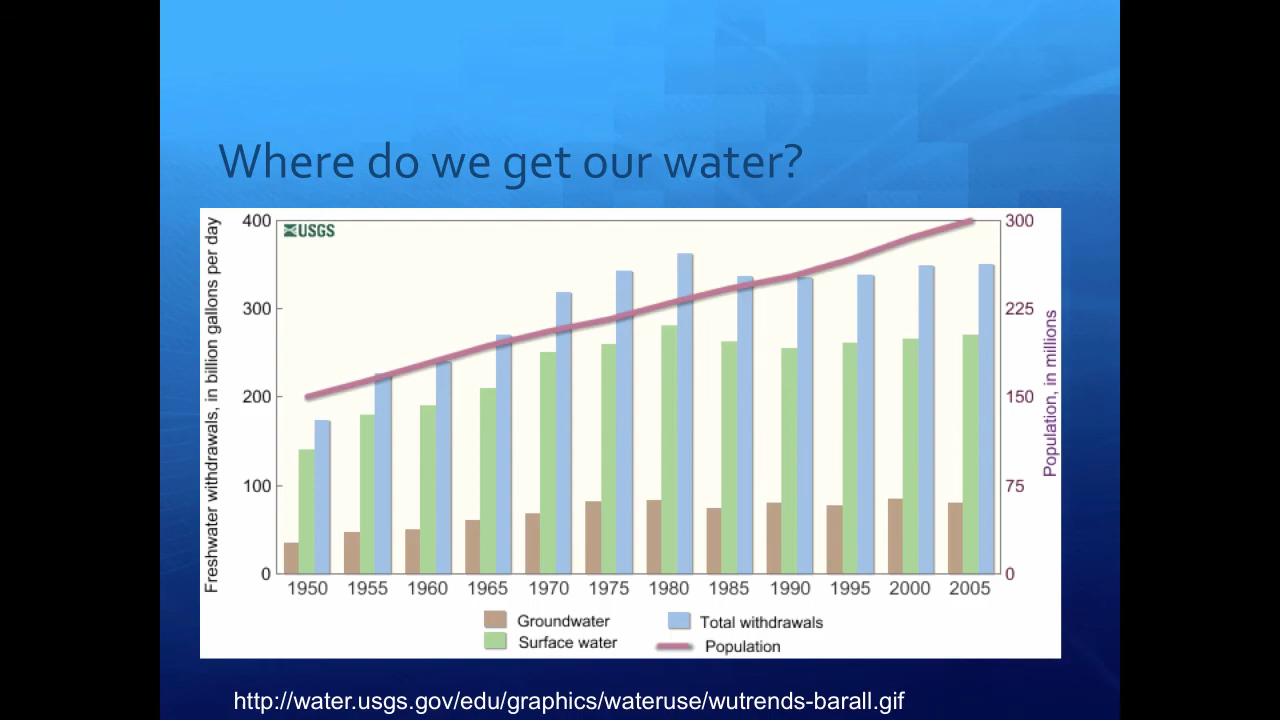 Where do we get our water?
Freshwater withdrawals, in billion gallons per day
400
300
200
100
0
USGS
300
225
150
75
0
Population, in millions
1950 1955 1960 1965 1970 1975 1980 1985 1990 1995 2000 2005
Groundwater Total withdrawals
Surface water Population
http://water.usgs.gov/edu/graphics/wateruse/wutrends-barall.gif